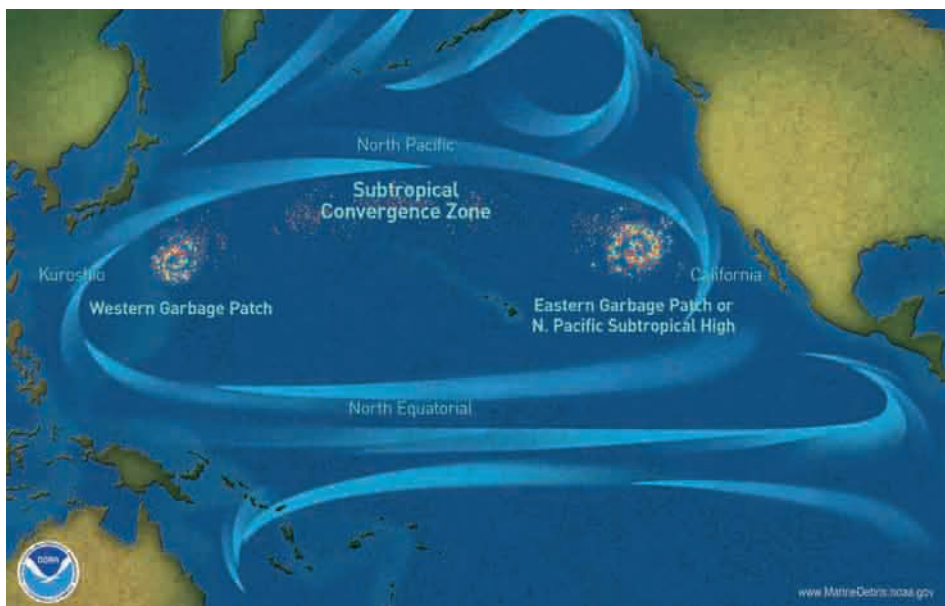 North Pacific
Subtropical
Convergence Zone
Kuroshio
California
Western Garbage Patch
Eastern Garbage Patch or
N. Pacific Subtropical High
North Equatorial
NOAA
www.MarineDebris.noaa.gov